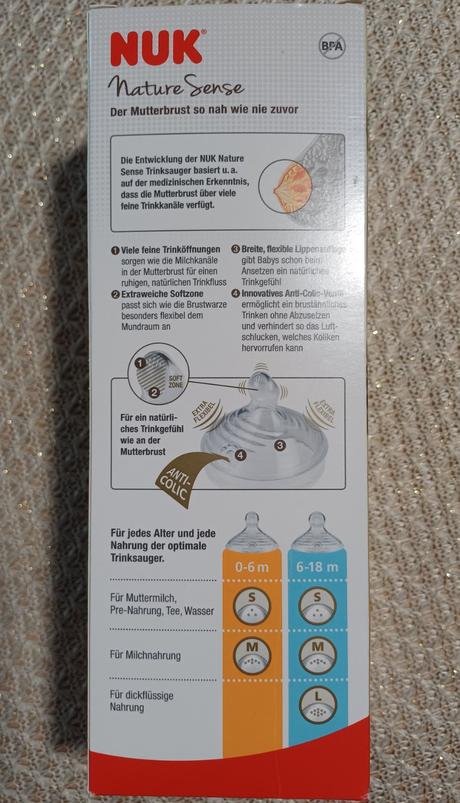 NUK®
BPA
Nature Sense
Der Mutterbrust so nah wie nie zuvor
Die Entwicklung der NUK Nature
Sense Trinksauger basiert u. a.
auf der medizinischen Erkenntnis,
dass die Mutterbrust über viele
feine Trinkkanäle verfügt.
1 Viele feine Trinköffnungen
sorgen wie die Milchkanäle
in der Mutterbrust für einen
ruhigen, natürlichen Trinkfluss
2 Extraweiche Softzone
passt sich wie die Brustwarze
besonders flexibel dem
Mundraum an
3 Breite, flexible Lippenauflage
gibt Babys schon beim
Ansetzen ein natürliches
Trinkgefühl
4 Innovatives Anti-Colic-Ventil
ermöglicht ein brustähnliches
Trinken ohne Abzusetzen
und verhindert so das Luft-
schlucken, welches Koliken
hervorrufen kann
1
2
SOFT
ZONE
EXTRA
FLEXIBEL
EXTRA
FLEXIBEL
Für ein natürli-
ches Trinkgefühl
wie an der
Mutterbrust
3
4
ANTI-
COLIC
Für jedes Alter und jede
Nahrung der optimale
Trinksauger.
0-6 m
6-18 m
Für Muttermilch,
Pre-Nahrung, Tee, Wasser
S
S
Für Milchnahrung
M
M
Für dickflüssige
Nahrung
L